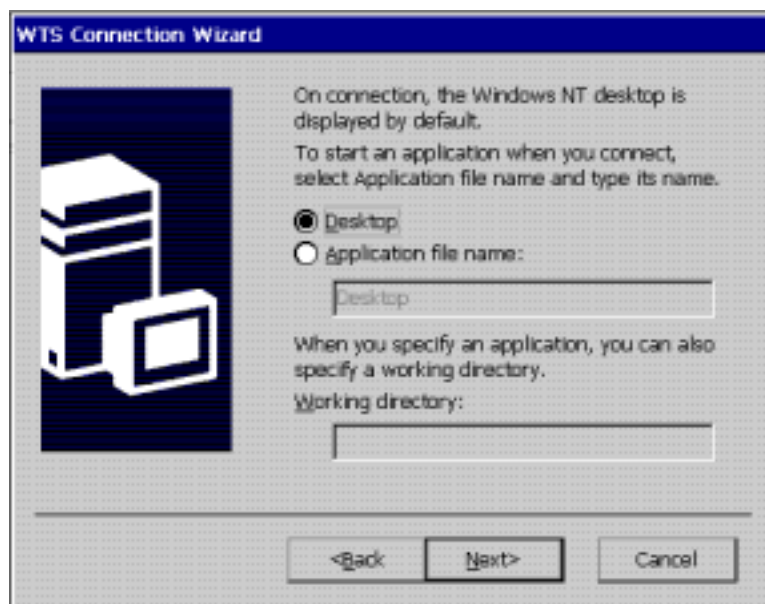 WTS Connection Wizard
On connection, the Windows NT desktop is
displayed by default.
To start an application when you connect,
select Application file name and type its name.
Desktop
Application file name:
Desktop
When you specify an application, you can also
specify a working directory.
Working directory:
<Back Next> Cancel